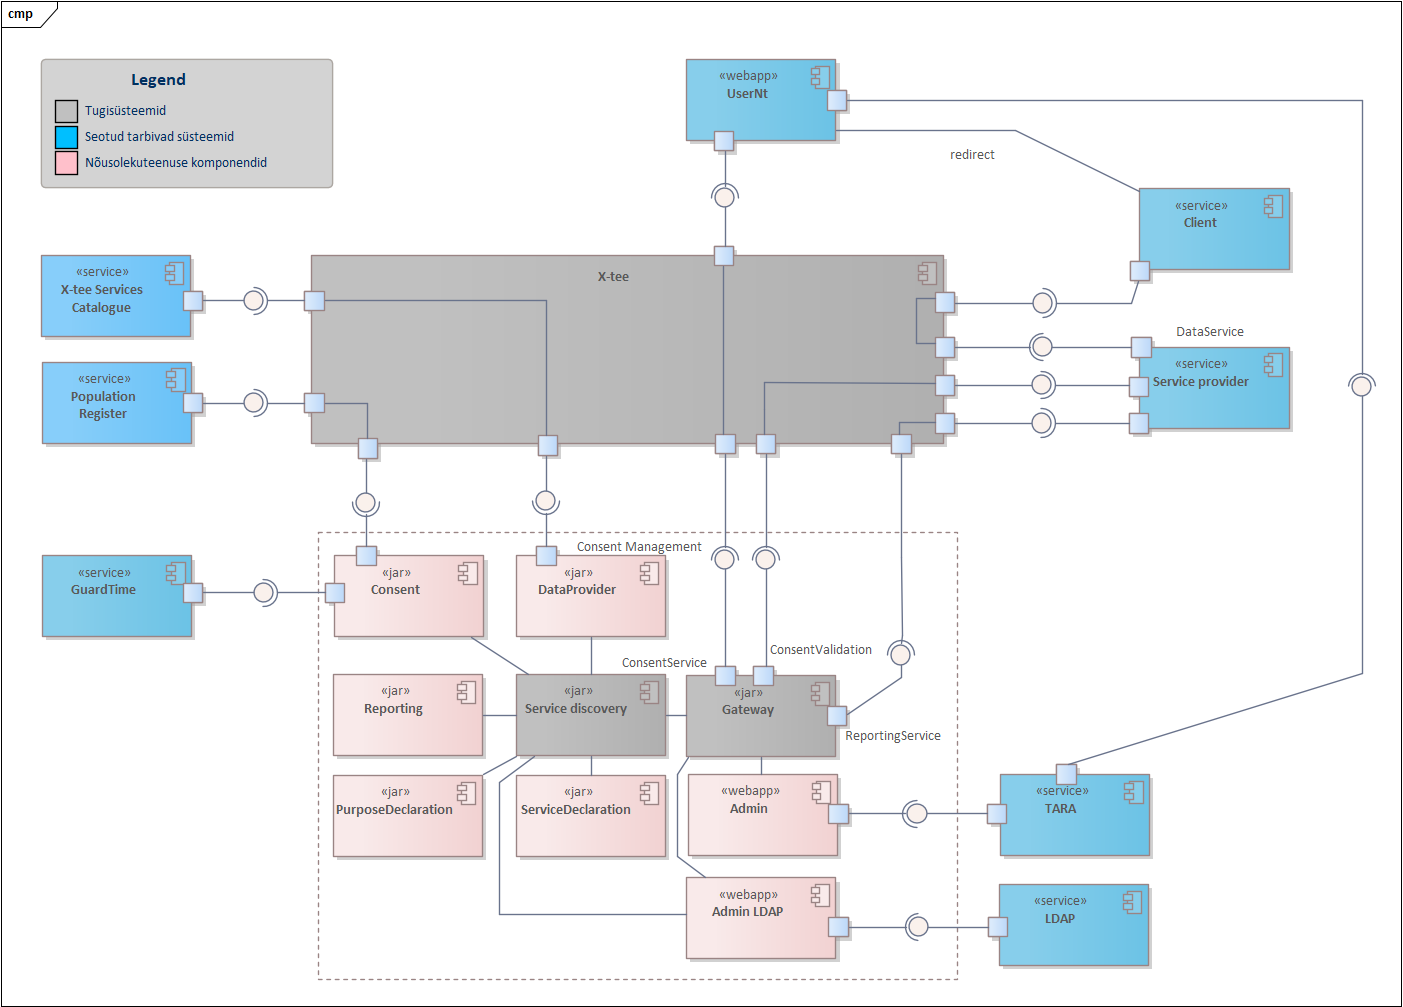 cmp
Legend
Tugisüsteemid
Seotud tarbivad süsteemid
Nõusolekuteenuse komponendid
«webapp»
UserNt
redirect
«service»
Client
«service»
X-tee Services
Catalogue
X-tee
DataService
«service»
Service provider
«service»
Population
Register
Consent Management
«service»
GuardTime
«jar»
Consent
«jar»
DataProvider
ConsentService
ConsentValidation
«jar»
Reporting
«jar»
Service discovery
«jar»
Gateway
ReportingService
«jar»
PurposeDeclaration
«jar»
ServiceDeclaration
«webapp»
Admin
«service»
TARA
«webapp»
Admin LDAP
«service»
LDAP